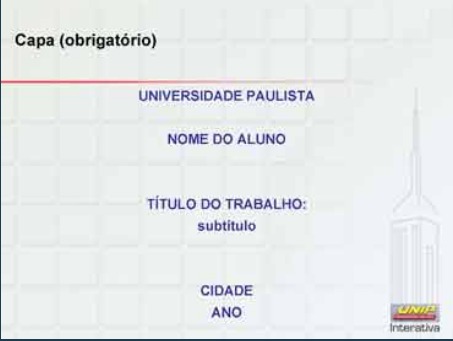 Capa (obrigatório)
UNIVERSIDADE PAULISTA
NOME DO ALUNO
TÍTULO DO TRABALHO:
subtítulo
CIDADE
ANO
UNIP
Interativa